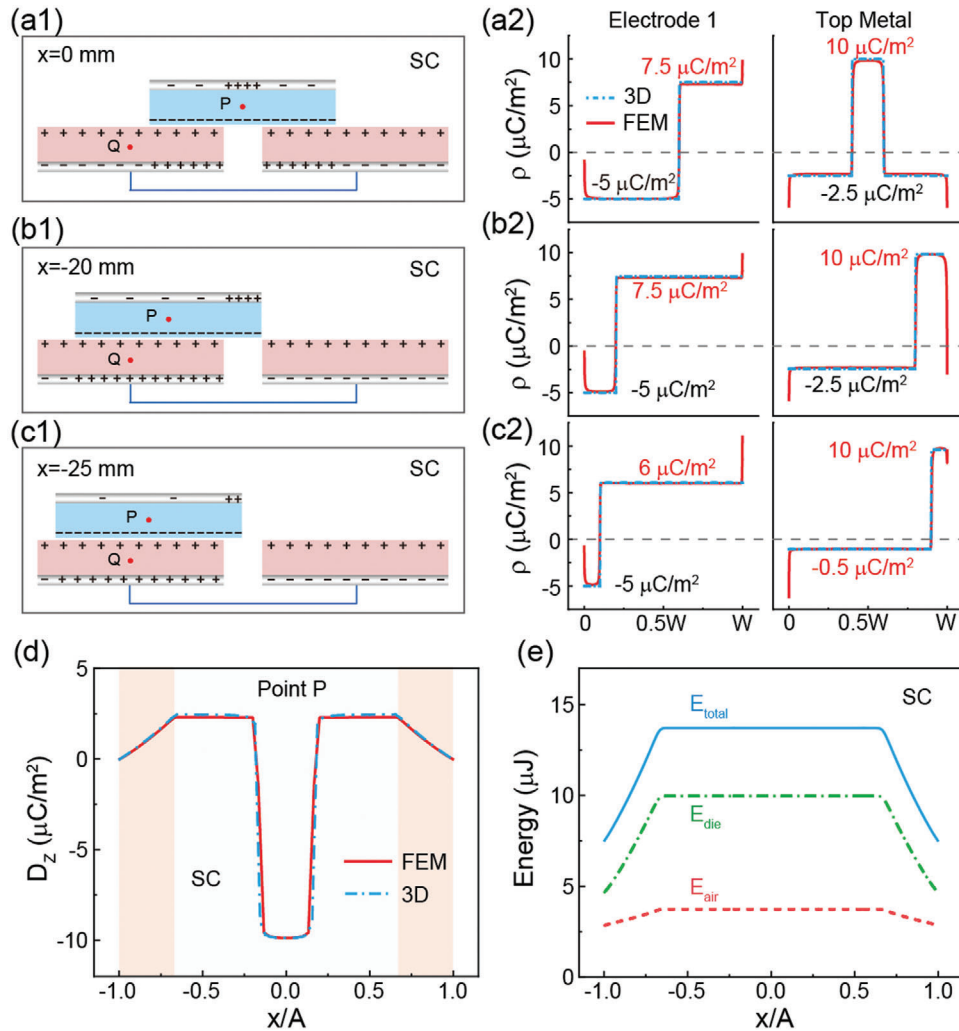 (a1)
x=0 mm
SC
P
Q
(a2)
Electrode 1
Top Metal
10
5
0
-5
ρ (μC/m²)
7.5 μC/m²
3D
FEM
-5 μC/m²
10 μC/m²
-2.5 μC/m²
(b1)
x=-20 mm
SC
P
Q
(b2)
10
5
0
-5
ρ (μC/m²)
7.5 μC/m²
-5 μC/m²
10 μC/m²
-2.5 μC/m²
(c1)
x=-25 mm
SC
P
Q
(c2)
10
5
0
-5
ρ (μC/m²)
6 μC/m²
-5 μC/m²
10 μC/m²
-0.5 μC/m²
0 0.5W W
0 0.5W W
(d)
Point P
5
0
-5
-10
D_Z (μC/m²)
SC
FEM
3D
-1.0 -0.5 0.0 0.5 1.0
x/A
(e)
SC
15
10
5
0
Energy (μJ)
E_total
E_die
E_air
-1.0 -0.5 0.0 0.5 1.0
x/A